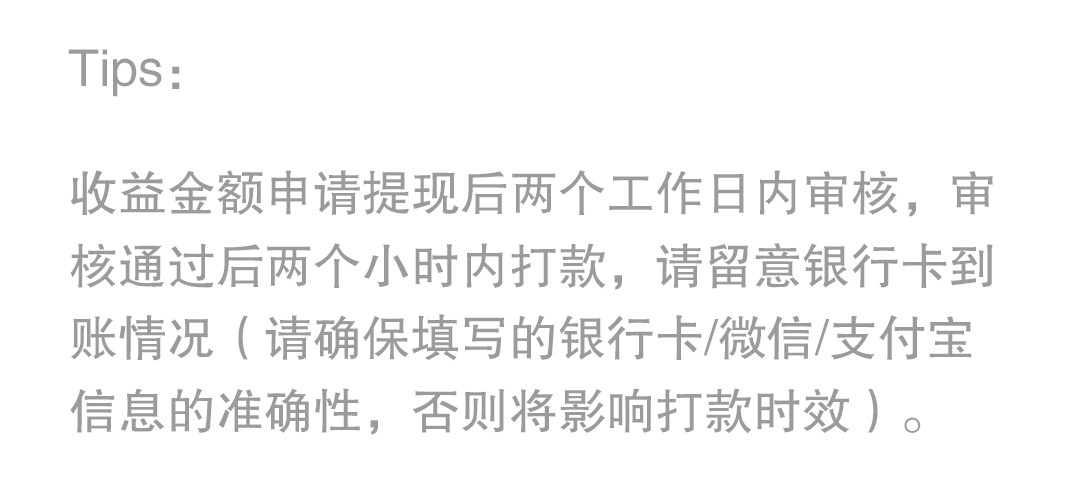 Tips：
收益金额申请提现后两个工作日内审核，审
核通过后两个小时内打款，请留意银行卡到
账情况（请确保填写的银行卡/微信/支付宝
信息的准确性，否则将影响打款时效）。